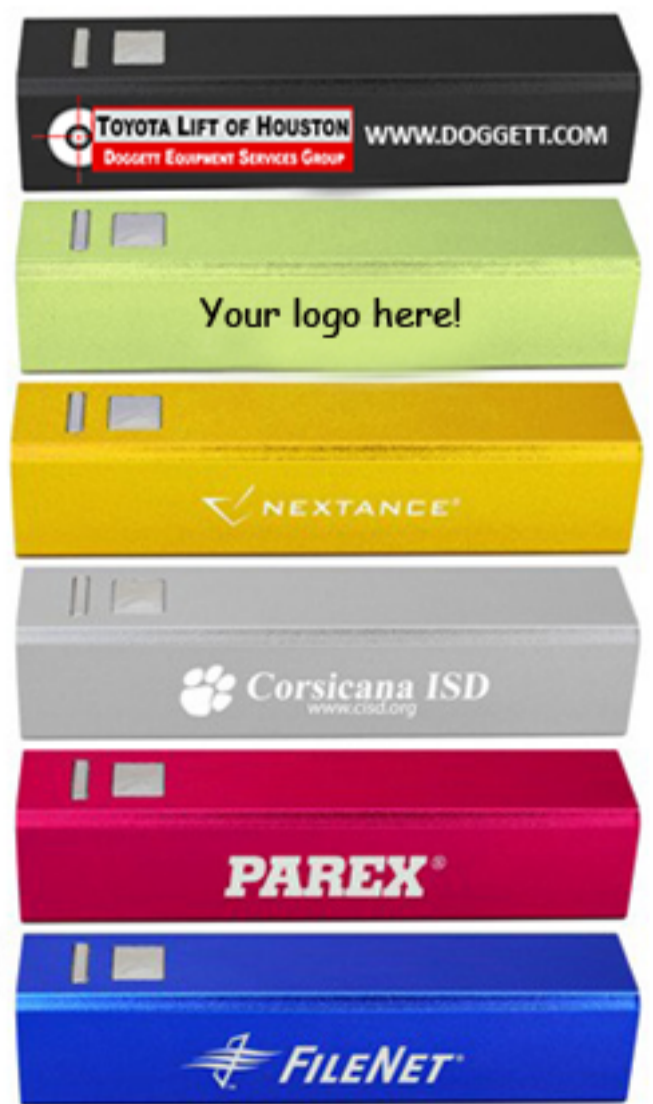 TOYOTA LIFT OF HOUSTON
DOGGETT EQUIPMENT SERVICES GROUP
WWW.DOGGETT.COM
Your logo here!
NEXTANCE®
Corsicana ISD
www.cisd.org
PAREX®
FILENET®